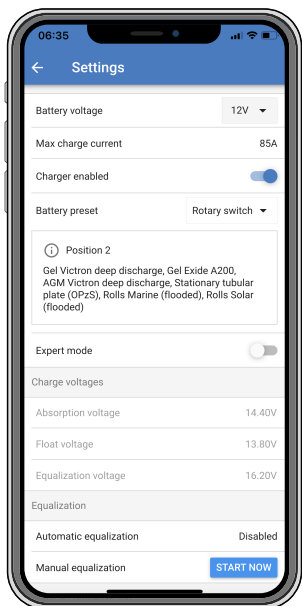 06:35
Settings
Battery voltage 12V
Max charge current 85A
Charger enabled
Battery preset Rotary switch
Position 2
Gel Victron deep discharge, Gel Exide A200,
AGM Victron deep discharge, Stationary tubular
plate (OPzS), Rolls Marine (flooded), Rolls Solar
(flooded)
Expert mode
Charge voltages
Absorption voltage 14.40V
Float voltage 13.80V
Equalization voltage 16.20V
Equalization
Automatic equalization Disabled
Manual equalization START NOW